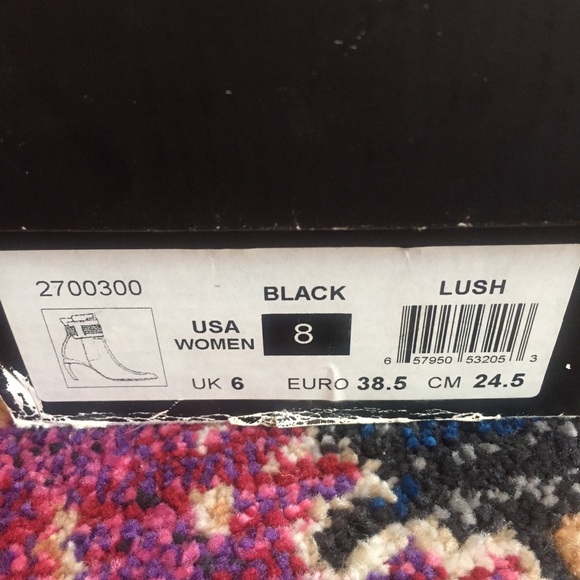 2700300 BLACK LUSH
USA WOMEN 8
6 57950 53205 3
UK 6 EURO 38.5 CM 24.5